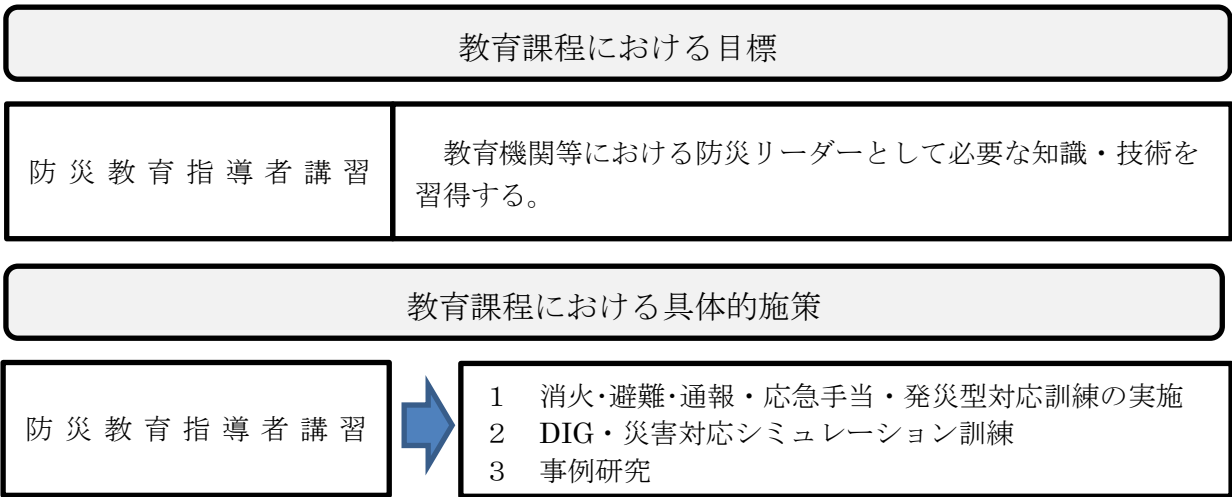 教育課程における目標
防災教育指導者講習
教育機関等における防災リーダーとして必要な知識・技術を
習得する。
教育課程における具体的施策
防災教育指導者講習
1 消火･避難･通報・応急手当・発災型対応訓練の実施
2 DIG・災害対応シミュレーション訓練
3 事例研究